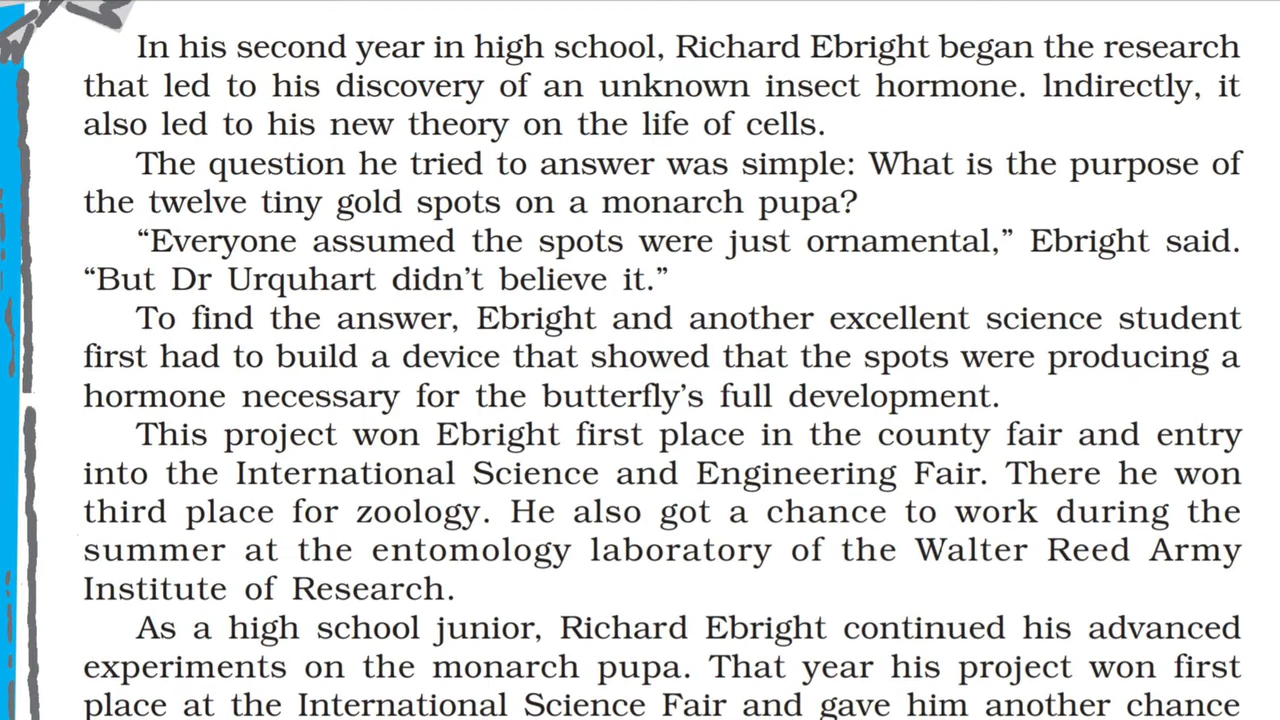 In his second year in high school, Richard Ebright began the research
that led to his discovery of an unknown insect hormone. lndirectly, it
also led to his new theory on the life of cells.
The question he tried to answer was simple: What is the purpose of
the twelve tiny gold spots on a monarch pupa?
“Everyone assumed the spots were just ornamental,” Ebright said.
“But Dr Urquhart didn’t believe it.”
To find the answer, Ebright and another excellent science student
first had to build a device that showed that the spots were producing a
hormone necessary for the butterfly’s full development.
This project won Ebright first place in the county fair and entry
into the International Science and Engineering Fair. There he won
third place for zoology. He also got a chance to work during the
summer at the entomology laboratory of the Walter Reed Army
Institute of Research.
As a high school junior, Richard Ebright continued his advanced
experiments on the monarch pupa. That year his project won first
place at the International Science Fair and gave him another chance